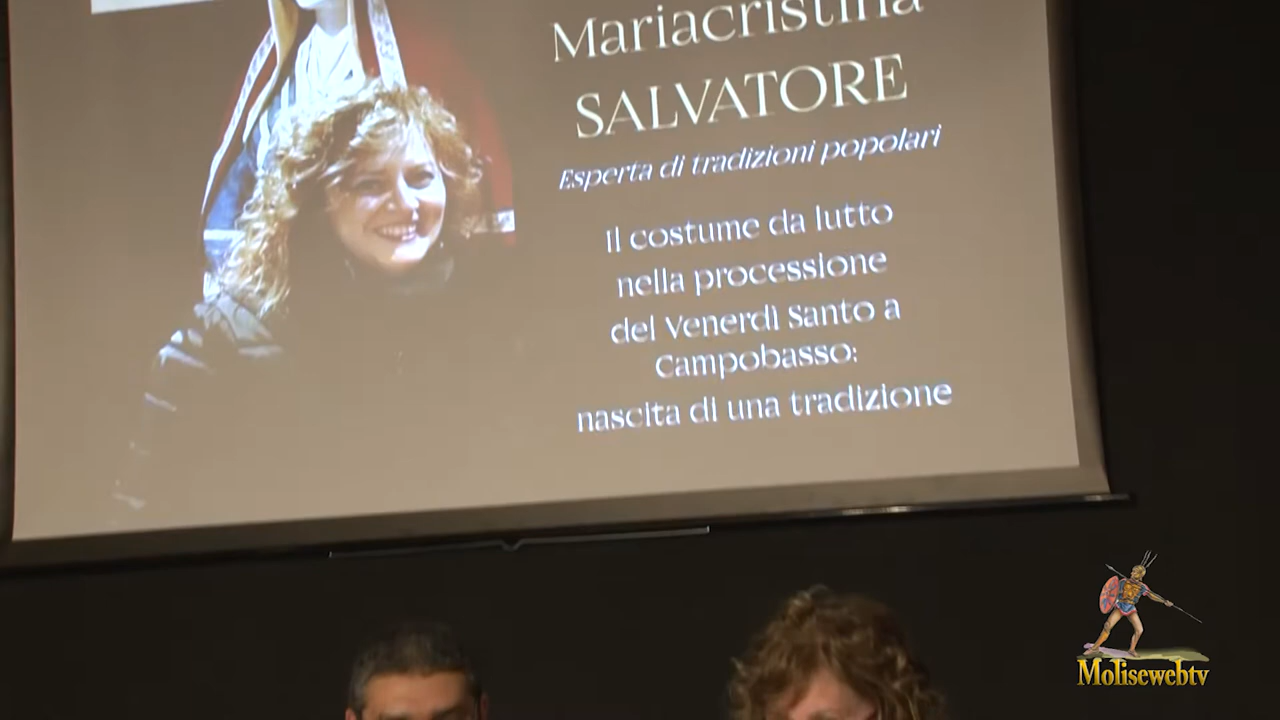 Mariacristina
SALVATORE
Esperta di tradizioni popolari
Il costume da lutto
nella processione
del Venerdì Santo a
Campobasso:
nascita di una tradizione
Molisewebtv